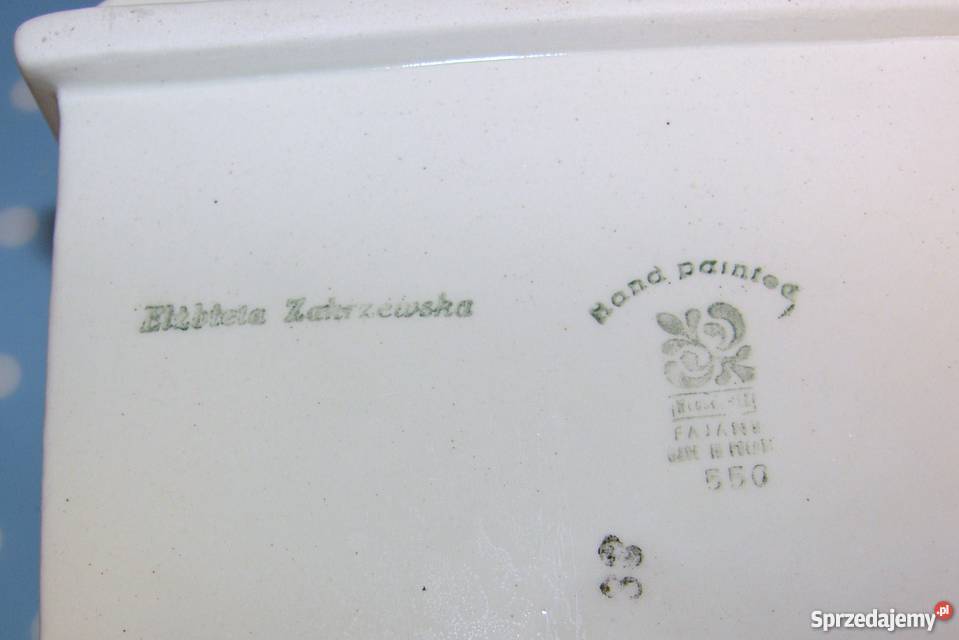 Elżbieta Zakrzewska
Hand painted
FAJANS
550
33
Sprzedajemy.pl